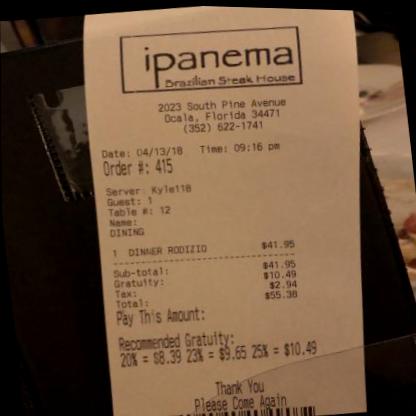 ipanema
Brazilian Steak House
2023 South Pine Avenue
Ocala, Florida 34471
(352) 622-1741
Date: 04/13/18 Time: 09:16 pm
Order #: 415
Server: Kyle118
Guest: 1
Table #: 12
Name:
DINING
1 DINNER RODIZIO $41.95
Sub-total: $41.95
Gratuity: $10.49
Tax: $2.94
Total: $55.38
Pay This Amount:
Recommended Gratuity:
20% = $8.39 23% = $9.65 25% = $10.49
Thank You
Please Come Again